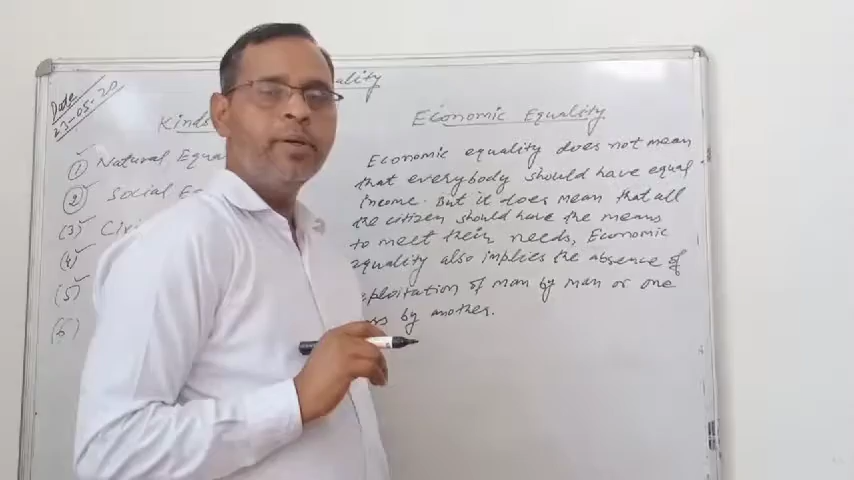 Date
23-05-20
Kinds ality
① Natural Equa
② Social E
(3) Civi
(4)
(5)
(6)
Economic Equality
Economic equality does not mean
that everybody should have equal
income. But it does mean that all
the citizen should have the means
to meet their needs, Economic
equality also implies the absence of
exploitation of man by man or one
by another.